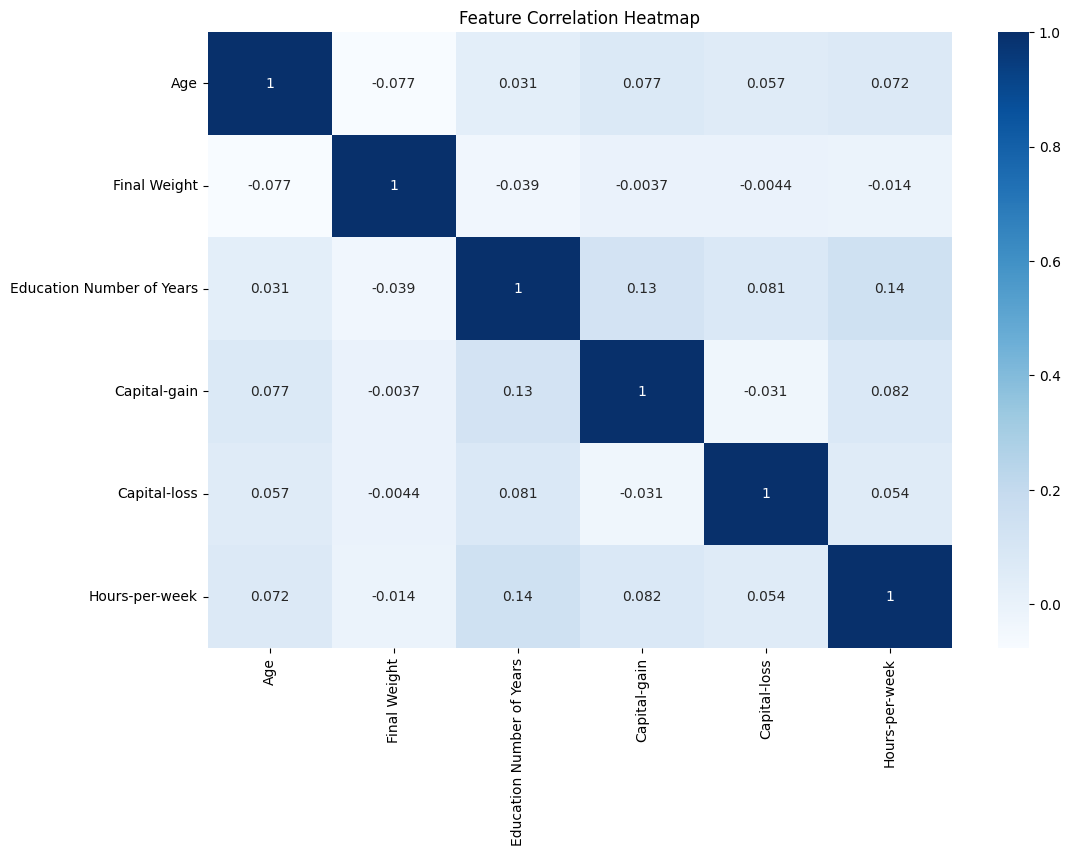 Feature Correlation Heatmap
Age 1 -0.077 0.031 0.077 0.057 0.072
Final Weight -0.077 1 -0.039 -0.0037 -0.0044 -0.014
Education Number of Years 0.031 -0.039 1 0.13 0.081 0.14
Capital-gain 0.077 -0.0037 0.13 1 -0.031 0.082
Capital-loss 0.057 -0.0044 0.081 -0.031 1 0.054
Hours-per-week 0.072 -0.014 0.14 0.082 0.054 1
Age
Final Weight
Education Number of Years
Capital-gain
Capital-loss
Hours-per-week
1.0
0.8
0.6
0.4
0.2
0.0